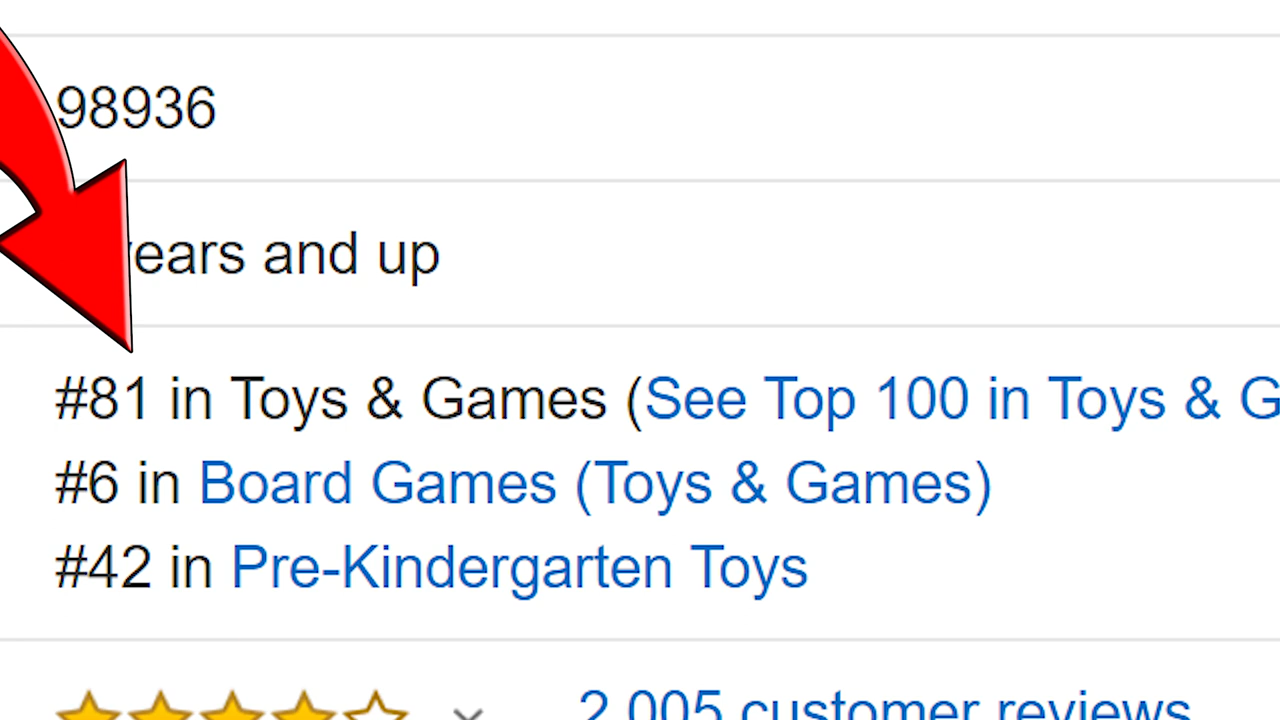 98936
years and up
#81 in Toys & Games (See Top 100 in Toys & G
#6 in Board Games (Toys & Games)
#42 in Pre-Kindergarten Toys
2,005 customer reviews